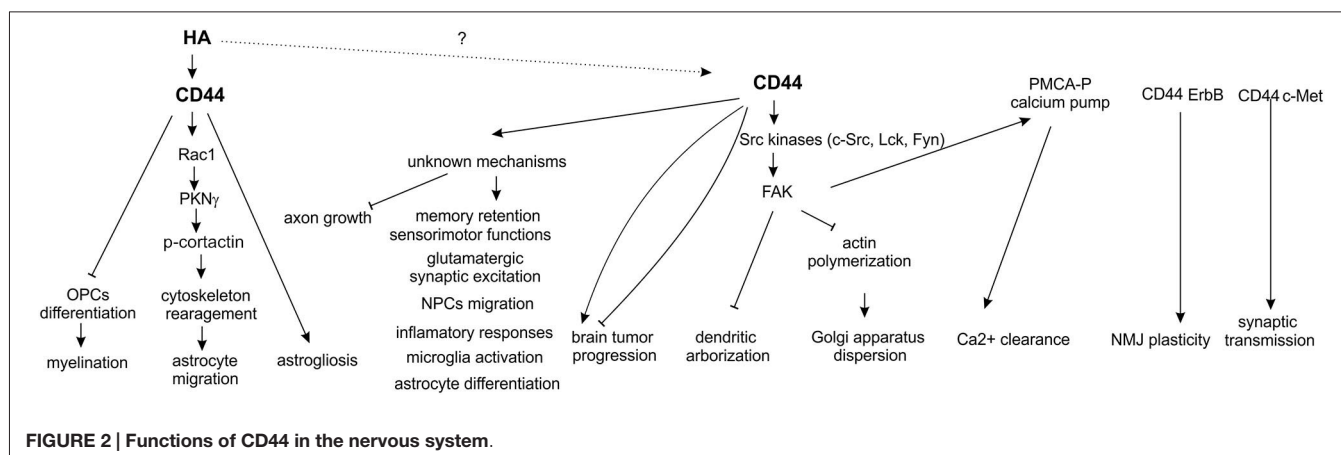 HA
?
CD44
Rac1
PKNγ
p-cortactin
OPCs
differentiation
myelination
cytoskeleton
rearagement
astrocyte
migration
astrogliosis
CD44
unknown mechanisms
axon growth
memory retention
sensorimotor functions
glutamatergic
synaptic excitation
NPCs migration
inflamatory responses
microglia activation
astrocyte differentiation
Src kinases (c-Src, Lck, Fyn)
FAK
brain tumor
progression
dendritic
arborization
actin
polymerization
Golgi apparatus
dispersion
PMCA-P
calcium pump
Ca2+ clearance
CD44 ErbB
NMJ plasticity
CD44 c-Met
synaptic
transmission
FIGURE 2 | Functions of CD44 in the nervous system.